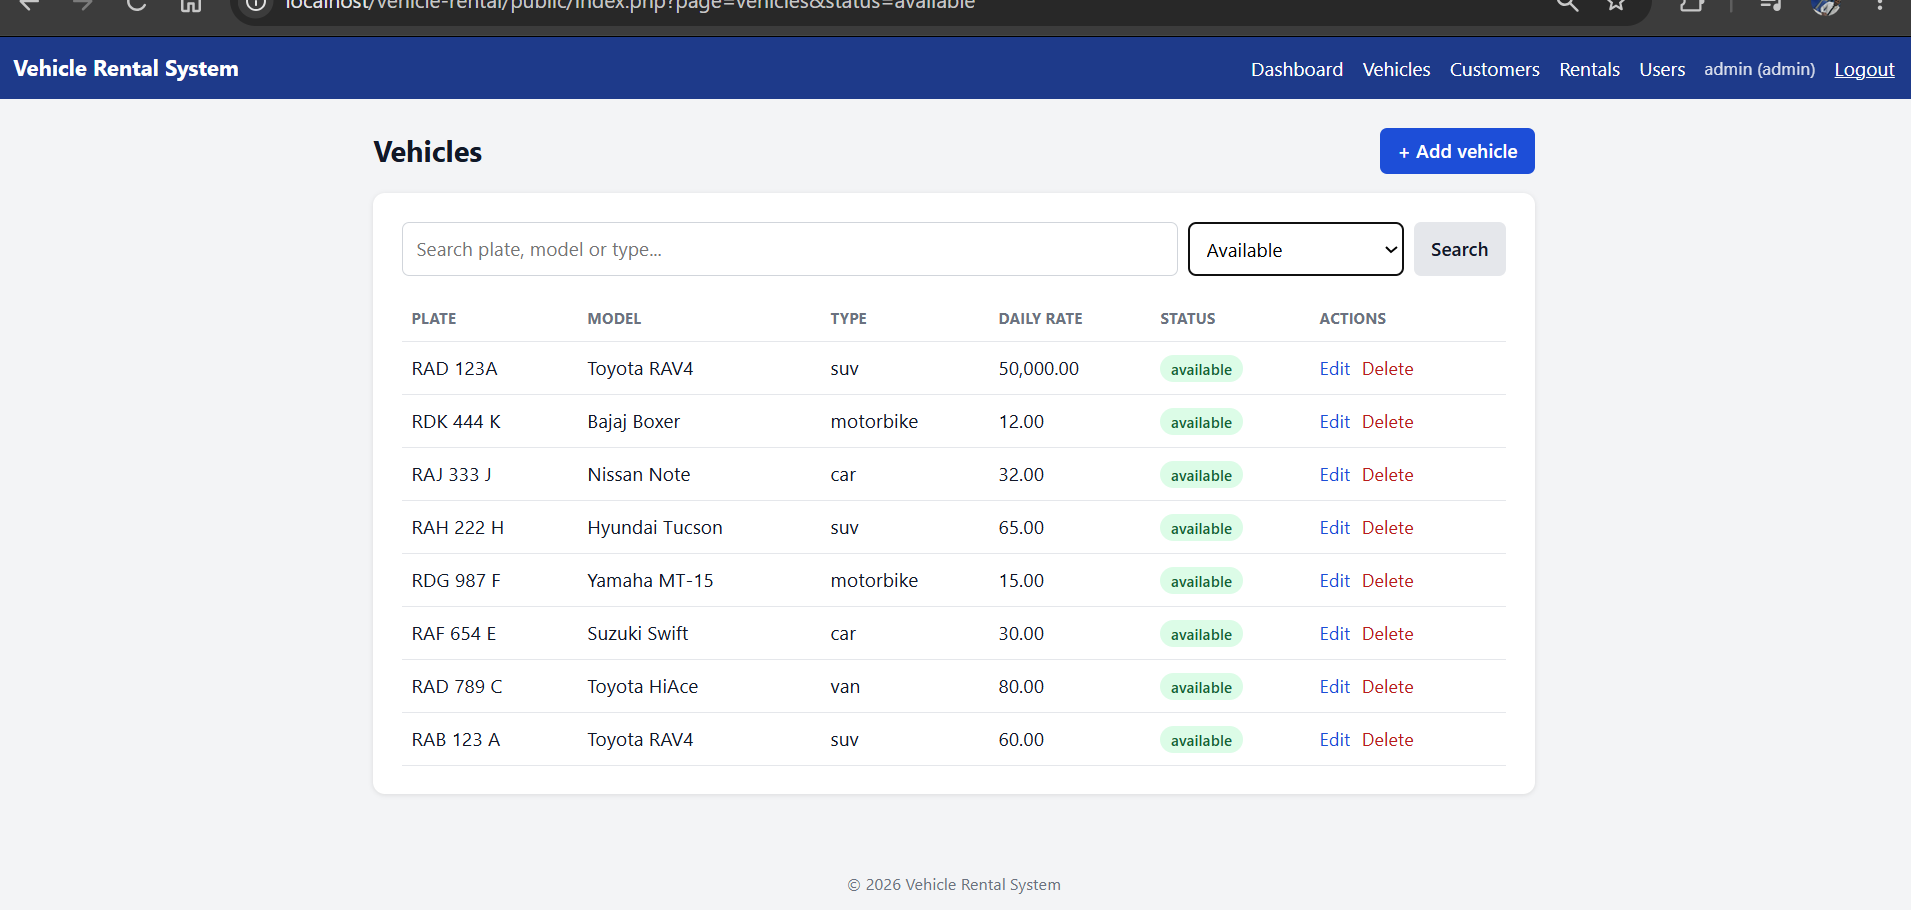 localhost/vehicle-rental/public/index.php?page=vehicles&status=available
Vehicle Rental System
Dashboard Vehicles Customers Rentals Users admin (admin) Logout
Vehicles
+ Add vehicle
Search plate, model or type...
Available
Search
PLATE MODEL TYPE DAILY RATE STATUS ACTIONS
RAD 123A Toyota RAV4 suv 50,000.00 available Edit Delete
RDK 444 K Bajaj Boxer motorbike 12.00 available Edit Delete
RAJ 333 J Nissan Note car 32.00 available Edit Delete
RAH 222 H Hyundai Tucson suv 65.00 available Edit Delete
RDG 987 F Yamaha MT-15 motorbike 15.00 available Edit Delete
RAF 654 E Suzuki Swift car 30.00 available Edit Delete
RAD 789 C Toyota HiAce van 80.00 available Edit Delete
RAB 123 A Toyota RAV4 suv 60.00 available Edit Delete
© 2026 Vehicle Rental System